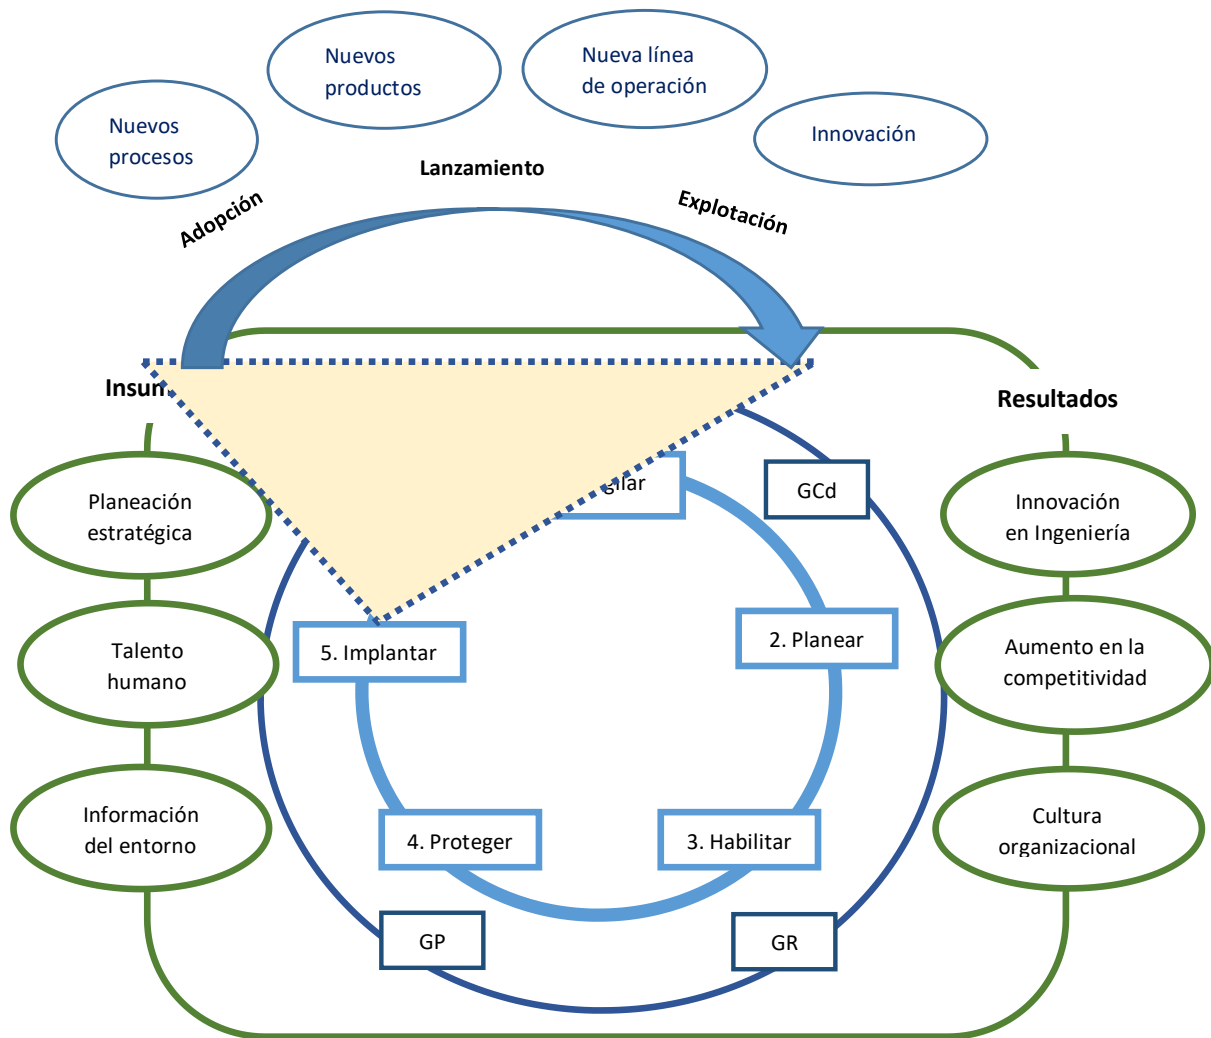 Nuevos
productos
Nueva línea
de operación
Nuevos
procesos
Innovación
Lanzamiento
Adopción
Explotación
Resultados
GCd
Planeación
estratégica
Innovación
en Ingeniería
Talento
humano
5. Implantar
2. Planear
Aumento en la
competitividad
Información
del entorno
4. Proteger
3. Habilitar
Cultura
organizacional
GP
GR